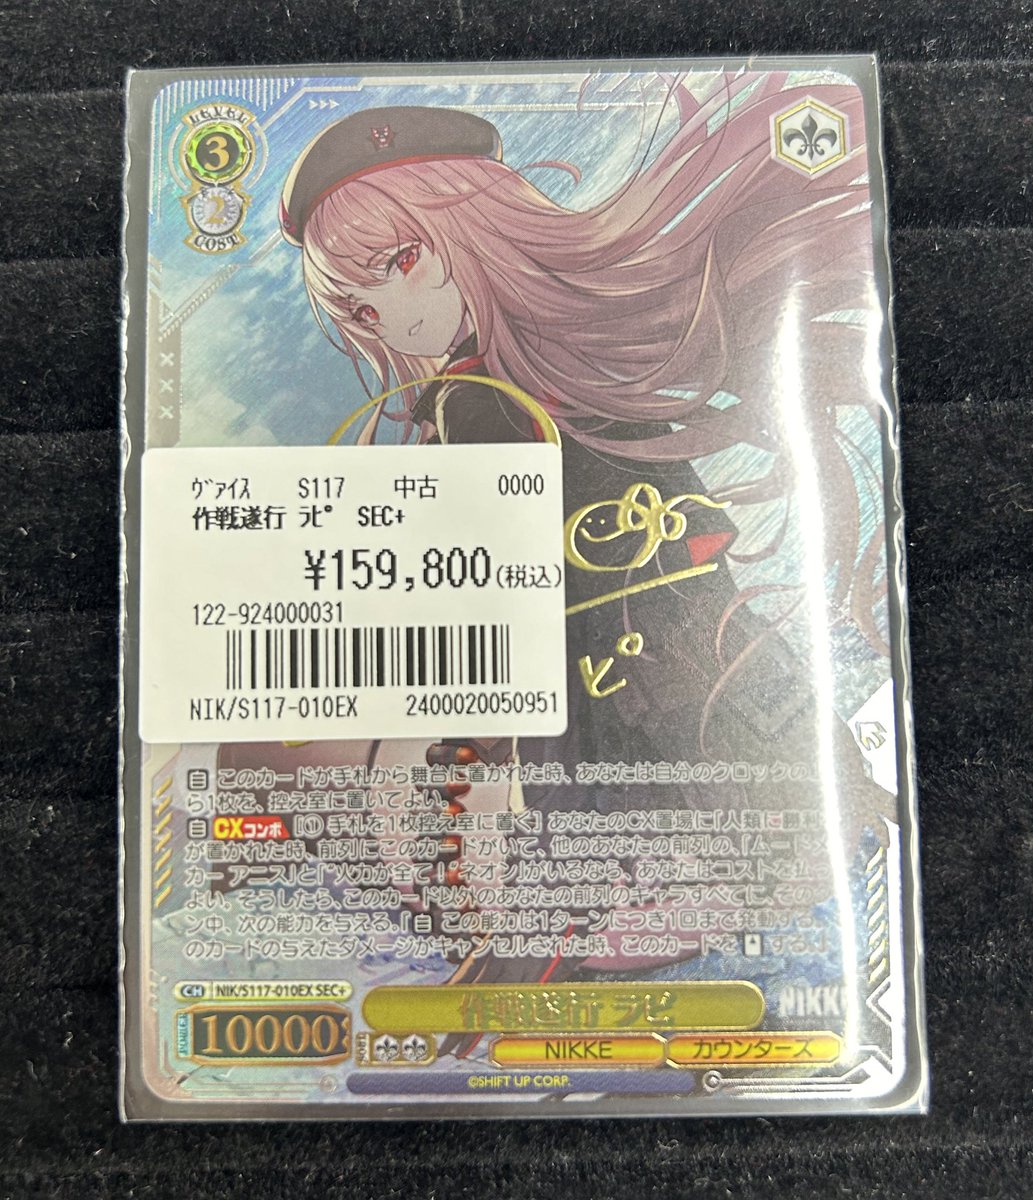 LEVEL
3
2
COST
ヴァイス S117 中古 0000
作戦遂行 ラピ SEC+
¥159,800(税込)
122-924000031
NIK/S117-010EX 2400020050951
ピ
自 このカードが手札から舞台に置かれた時、あなたは自分のクロックの
ら1枚を、控え室に置いてよい。
自 CXコンボ [① 手札を1枚控え室に置く] あなたのCX置場に「人類に勝利
が置かれた時、前列にこのカードがいて、他のあなたの前列の、「ムードメ
カー アニス」と「“火力が全て!”ネオン」がいるなら、あなたはコストを払っ
よい。そうしたら、このカード以外のあなたの前列のキャラすべてに、その
ン中、次の能力を与える。『自 この能力は1ターンにつき1回まで発動する。
のカードの与えたダメージがキャンセルされた時、このカードを する。』
CH NIK/S117-010EX SEC+
作戦遂行 ラピ
NIKKE
10000
NIKKE カウンターズ
©SHIFT UP CORP.